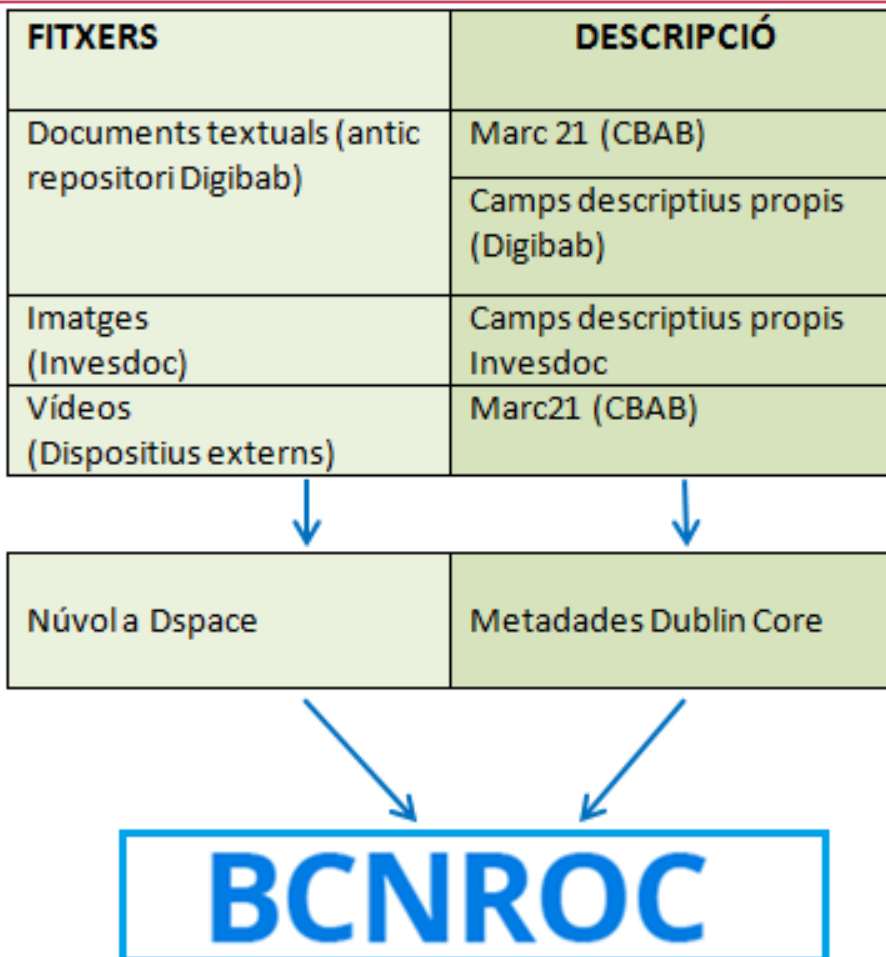 FITXERS DESCRIPCIÓ
Documents textuals (antic
repositori Digibab)
Marc 21 (CBAB)
Camps descriptius propis
(Digibab)
Imatges
(Invesdoc)
Camps descriptius propis
Invesdoc
Vídeos
(Dispositius externs)
Marc21 (CBAB)
Núvol a Dspace
Metadades Dublin Core
BCNROC